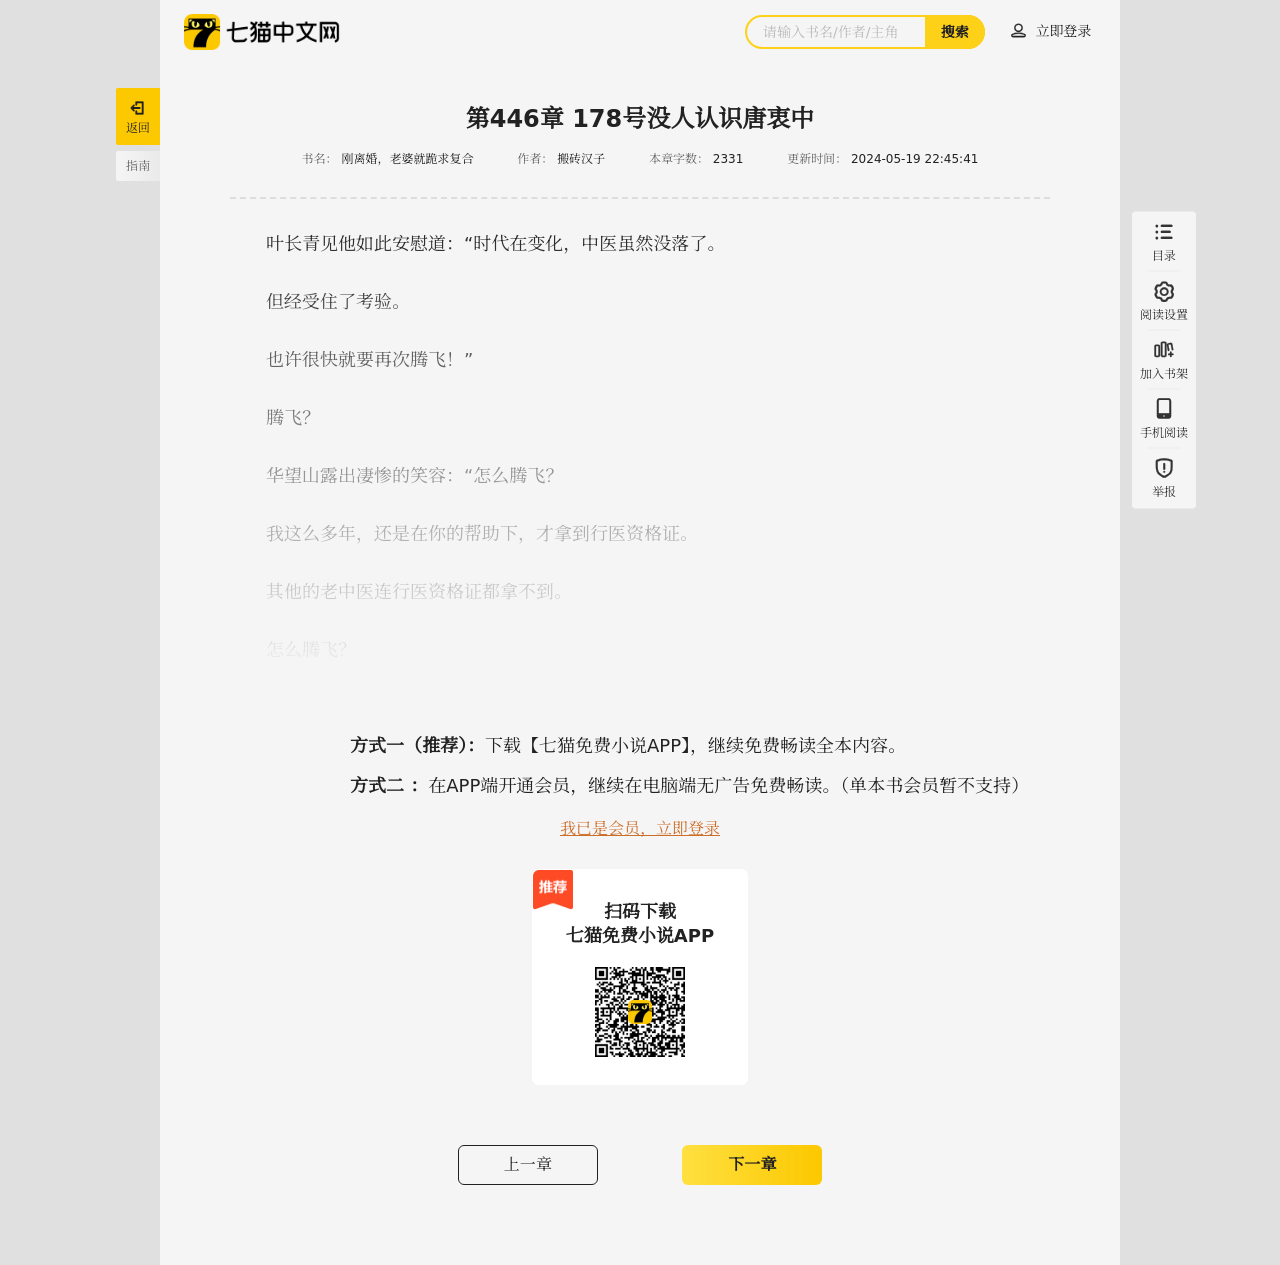 七猫中文网
请输入书名/作者/主角
搜索
立即登录
返回
指南
第446章 178号没人认识唐衷中
书名： 刚离婚，老婆就跪求复合 作者： 搬砖汉子 本章字数： 2331 更新时间： 2024-05-19 22:45:41
叶长青见他如此安慰道：“时代在变化，中医虽然没落了。
但经受住了考验。
也许很快就要再次腾飞！”
腾飞？
华望山露出凄惨的笑容：“怎么腾飞？
我这么多年，还是在你的帮助下，才拿到行医资格证。
其他的老中医连行医资格证都拿不到。
怎么腾飞？
目录
阅读设置
加入书架
手机阅读
举报
方式一（推荐）：下载【七猫免费小说APP】，继续免费畅读全本内容。
方式二 ：在APP端开通会员，继续在电脑端无广告免费畅读。（单本书会员暂不支持）
我已是会员，立即登录
推荐
扫码下载
七猫免费小说APP
上一章
下一章